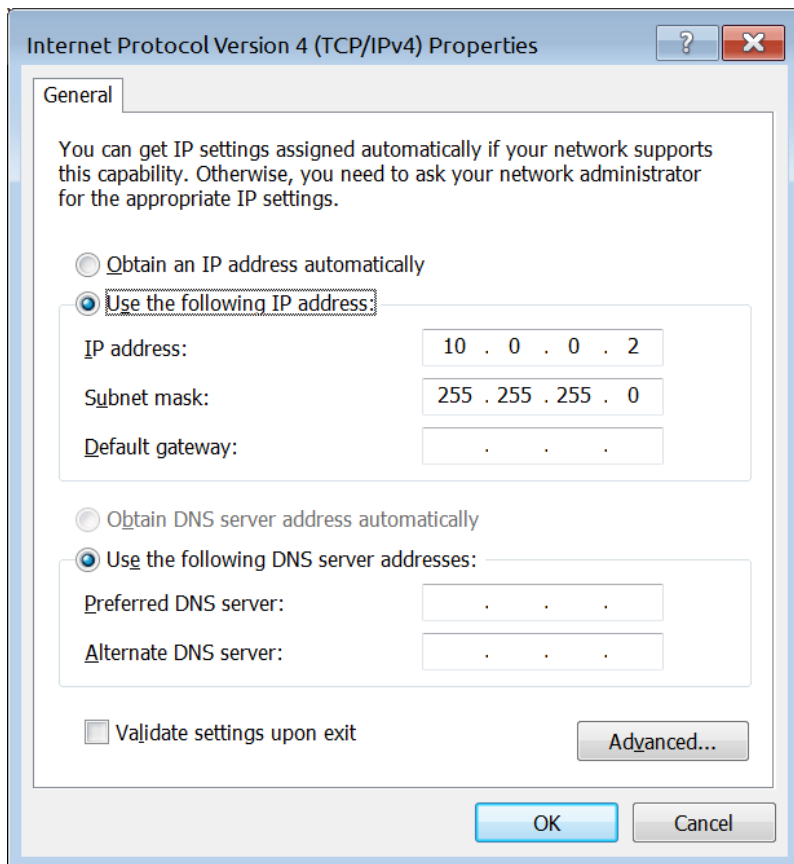 Internet Protocol Version 4 (TCP/IPv4) Properties
?
General
You can get IP settings assigned automatically if your network supports
this capability. Otherwise, you need to ask your network administrator
for the appropriate IP settings.
Obtain an IP address automatically
Use the following IP address:
IP address: 10 . 0 . 0 . 2
Subnet mask: 255 . 255 . 255 . 0
Default gateway: . . .
Obtain DNS server address automatically
Use the following DNS server addresses:
Preferred DNS server: . . .
Alternate DNS server: . . .
Validate settings upon exit
Advanced...
OK Cancel